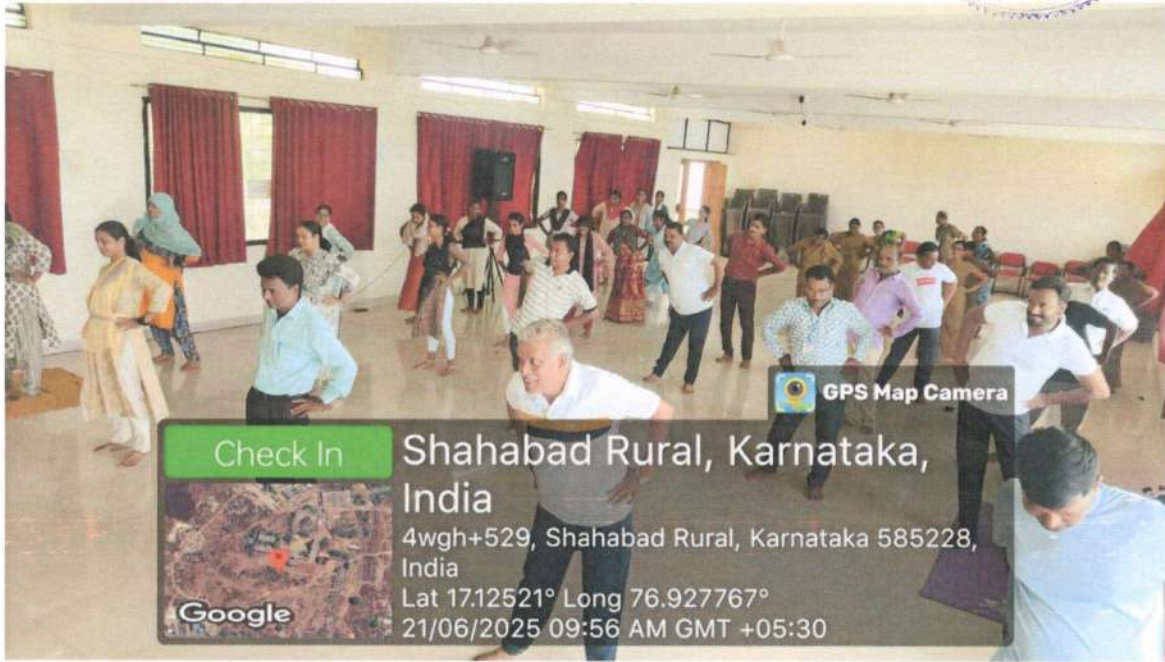 GPS Map Camera
Check In
Shahabad Rural, Karnataka,
India
4wgh+529, Shahabad Rural, Karnataka 585228,
India
Lat 17.12521° Long 76.927767°
21/06/2025 09:56 AM GMT +05:30
Google